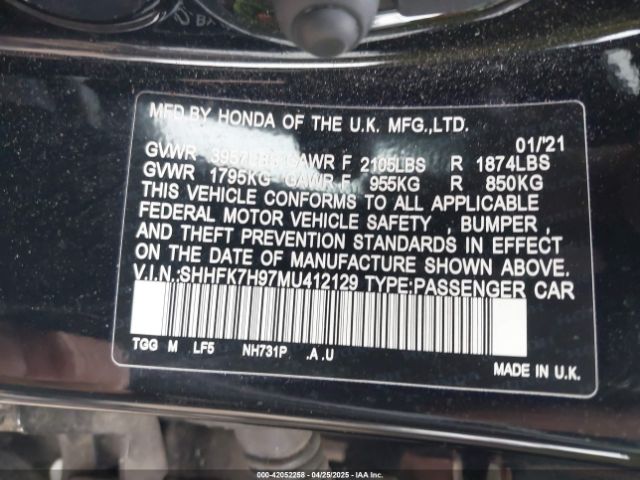 MFD.BY HONDA OF THE U.K. MFG.,LTD.
01/'21
GVWR 3957LBS GAWR F 2105LBS R 1874LBS
GVWR 1795KG GAWR F 955KG R 850KG
THIS VEHICLE CONFORMS TO ALL APPLICABLE
FEDERAL MOTOR VEHICLE SAFETY , BUMPER ,
AND THEFT PREVENTION STANDARDS IN EFFECT
ON THE DATE OF MANUFACTURE SHOWN ABOVE.
V.I.N.:SHHFK7H97MU412129 TYPE:PASSENGER CAR
TGG M LF5 NH731P .A .U
MADE IN U.K.
000-42052258 - 04/25/2025 - IAA Inc.